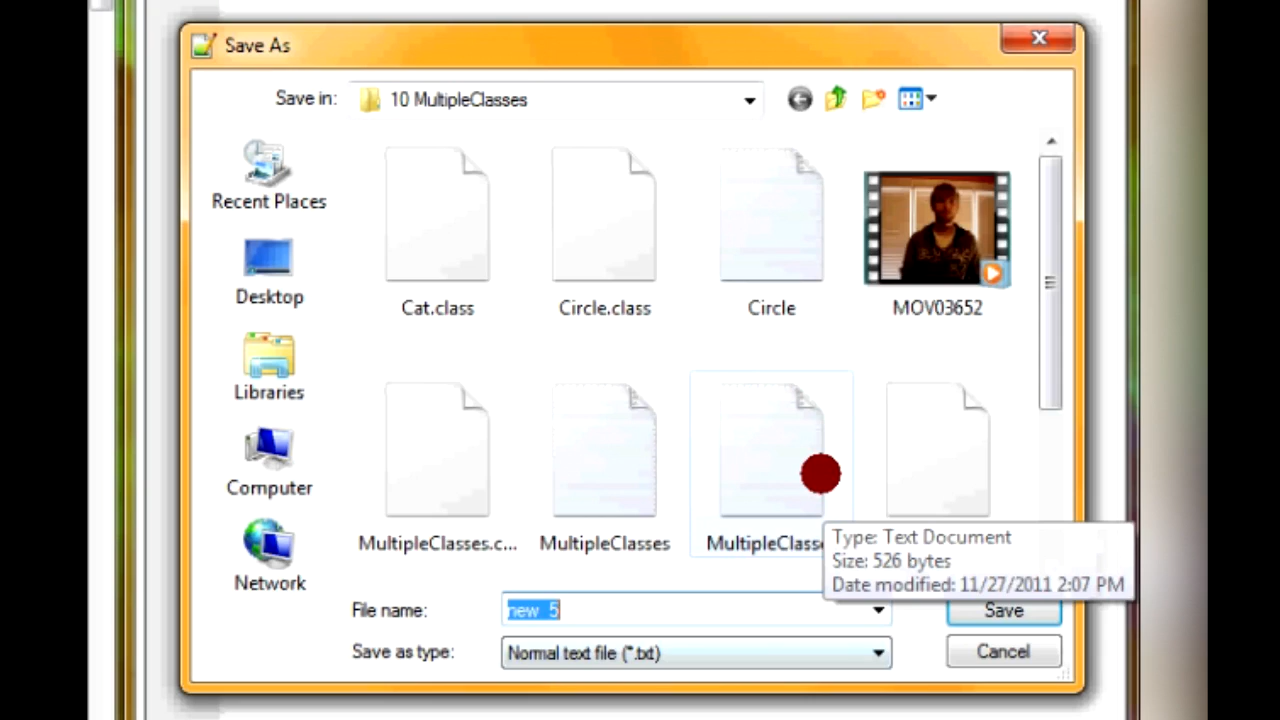 Save As
Save in: 10 MultipleClasses
Recent Places
Desktop
Libraries
Computer
Network
Cat.class
Circle.class
Circle
MOV03652
MultipleClasses.c...
MultipleClasses
MultipleClasse
Type: Text Document
Size: 526 bytes
Date modified: 11/27/2011 2:07 PM
File name: new 5
Save
Save as type: Normal text file (*.txt)
Cancel